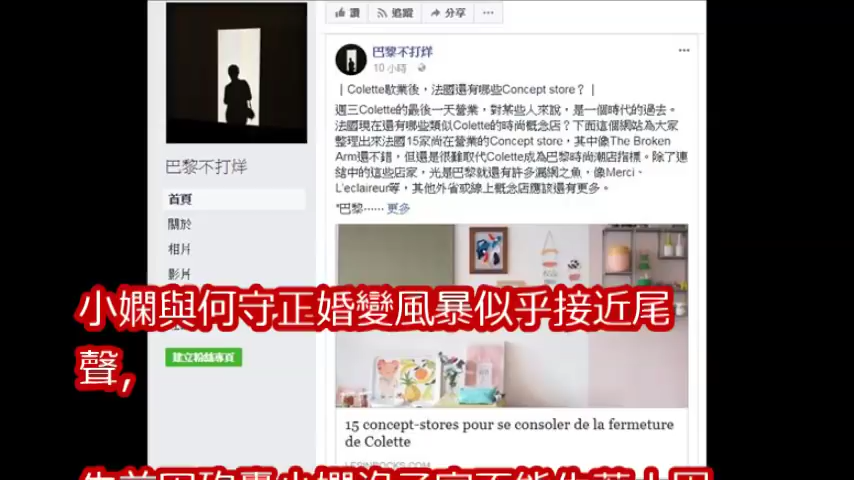 讚 追蹤 分享 ...
巴黎不打烊
10 小時
｜Colette歇業後，法國還有哪些Concept store？｜
週三Colette的最後一天營業，對某些人來說，是一個時代的過去。
法國現在還有哪些類似Colette的時尚概念店？下面這個網站為大家
整理出來法國15家尚在營業的Concept store，其中像The Broken
Arm還不錯，但還是很難取代Colette成為巴黎時尚潮店指標。除了連
結中的這些店家，光是巴黎就還有許多漏網之魚，像Merci、
L'eclaireur等，其他外省或線上概念店應該還有更多。
"巴黎…… 更多
巴黎不打烊
首頁
關於
相片
影片
建立粉絲專頁
小嫻與何守正婚變風暴似乎接近尾
聲，
15 concept-stores pour se consoler de la fermeture
de Colette